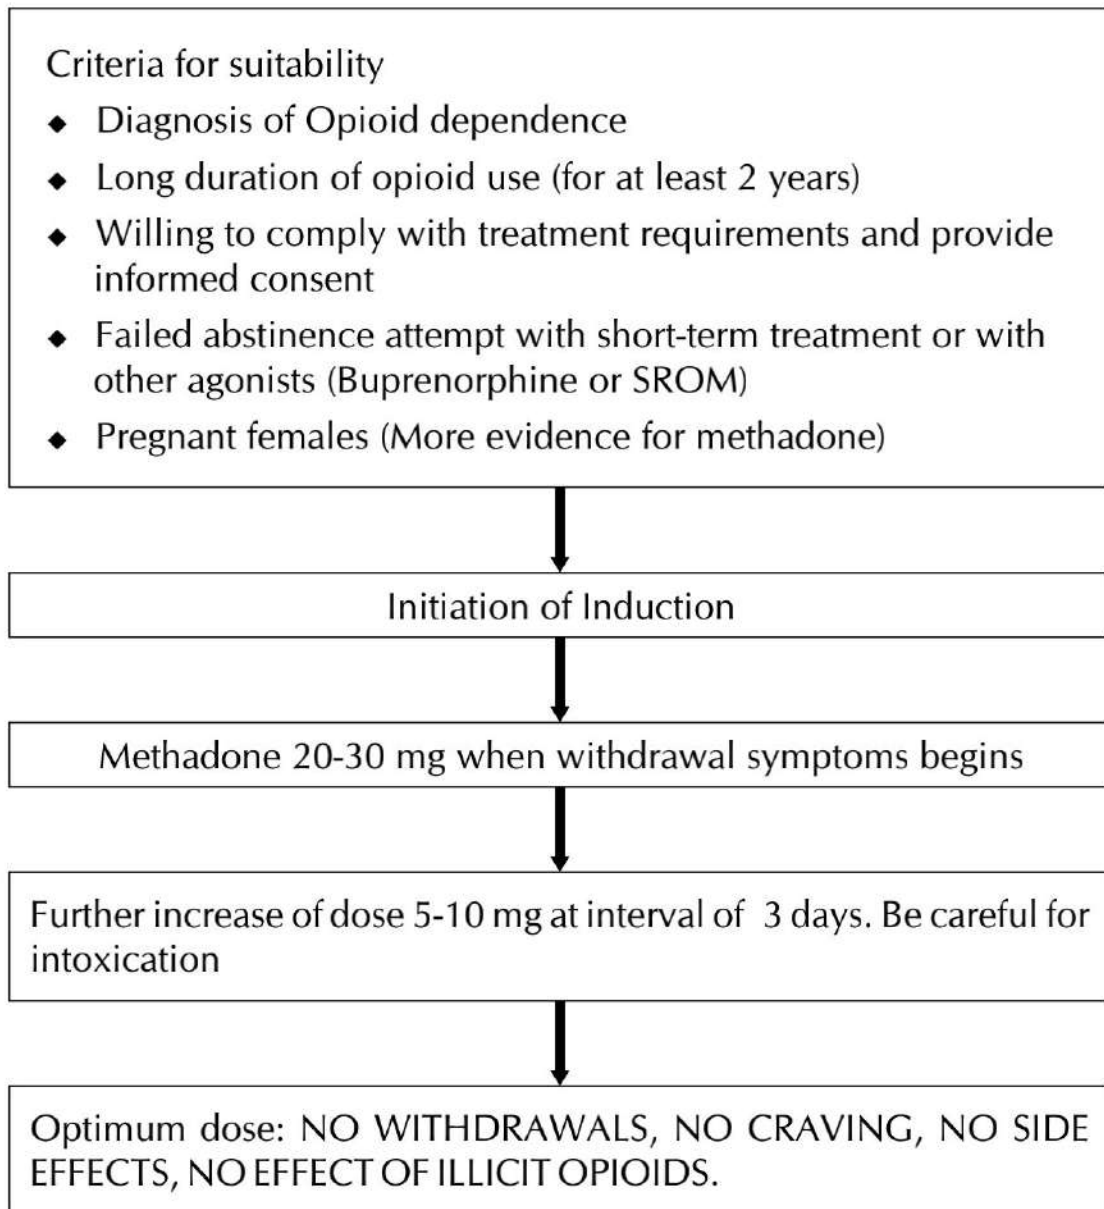 Criteria for suitability
◆ Diagnosis of Opioid dependence
◆ Long duration of opioid use (for at least 2 years)
◆ Willing to comply with treatment requirements and provide
informed consent
◆ Failed abstinence attempt with short-term treatment or with
other agonists (Buprenorphine or SROM)
◆ Pregnant females (More evidence for methadone)
Initiation of Induction
Methadone 20-30 mg when withdrawal symptoms begins
Further increase of dose 5-10 mg at interval of 3 days. Be careful for
intoxication
Optimum dose: NO WITHDRAWALS, NO CRAVING, NO SIDE
EFFECTS, NO EFFECT OF ILLICIT OPIOIDS.